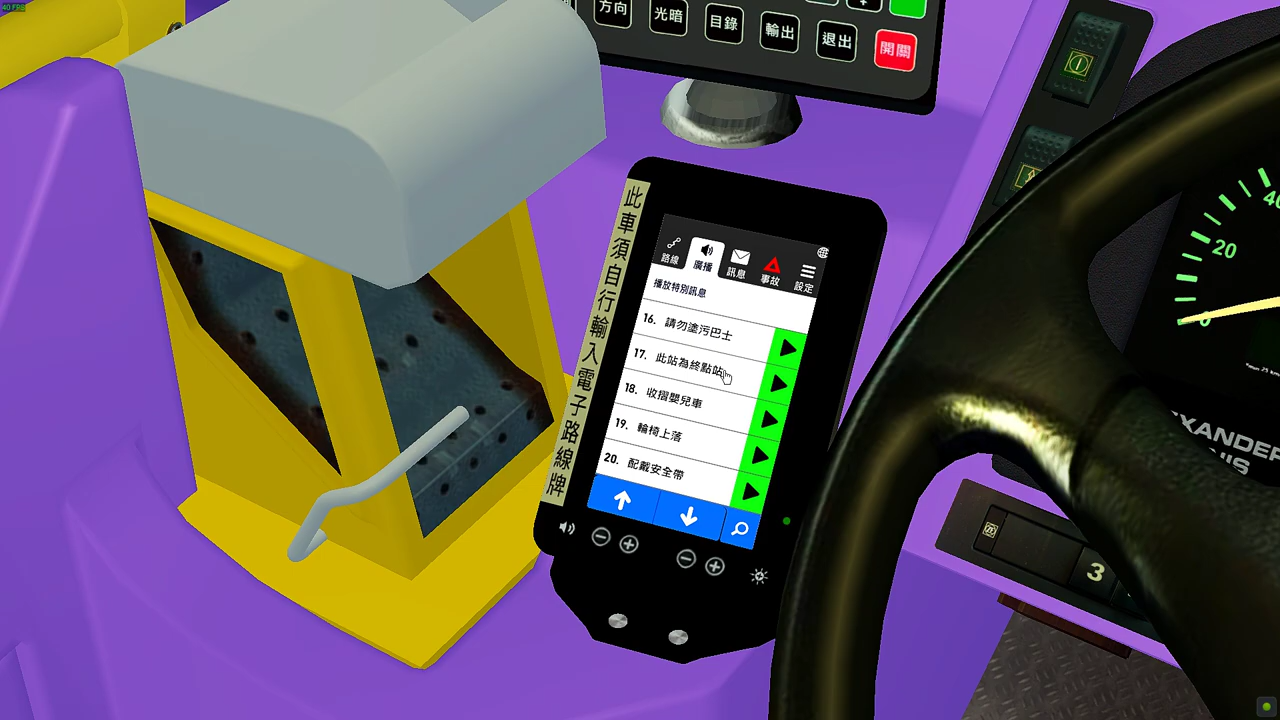 40 FPS
方向
光暗
目錄
輸出
退出
開關
此車須自行輸入電子路線牌
路線
廣播
訊息
事故
設定
播放特別訊息
16. 請勿塗污巴士
17. 此站為終點站
18. 收摺嬰兒車
19. 輪椅上落
20. 配戴安全帶
40
20
0
3